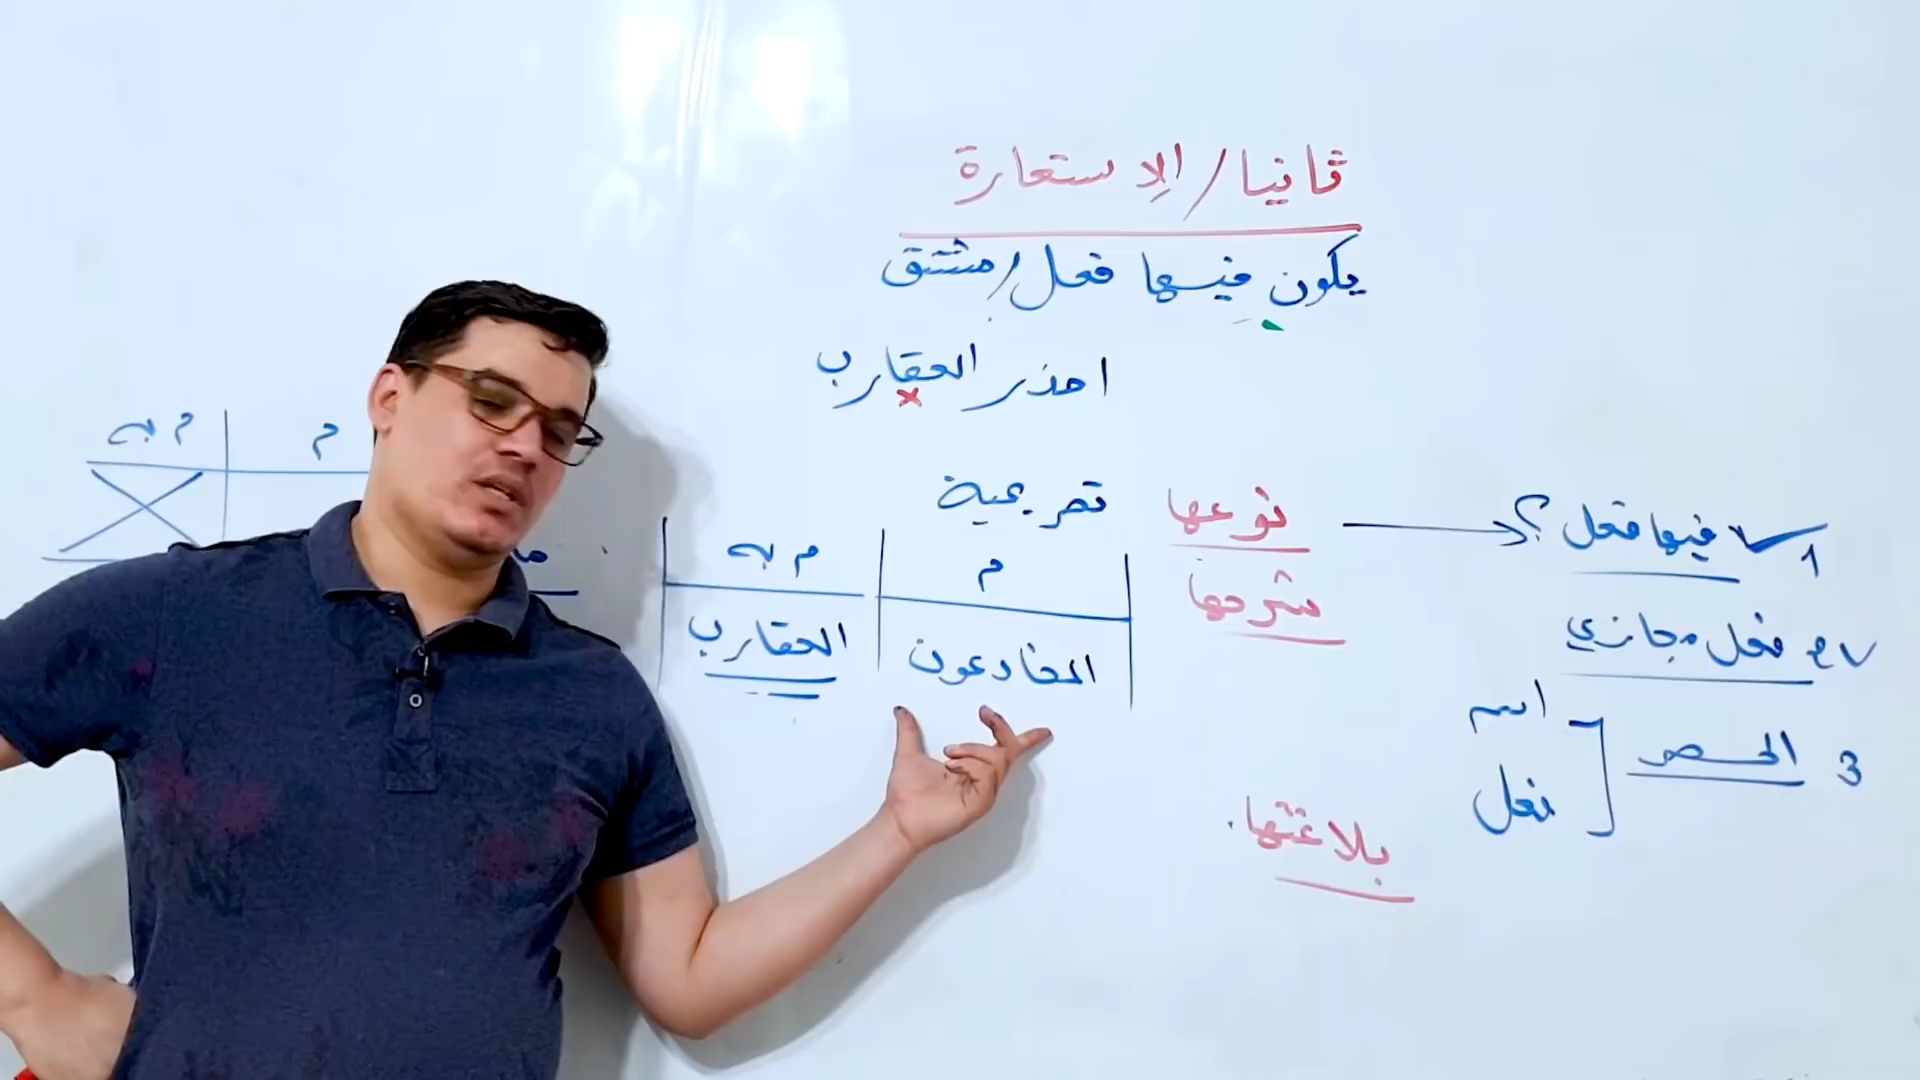 ثانيا / الاستعارة
يكون فيها فعل / مشتق
احذر العقارب
نوعها
تصريحية
1 فيها فعل ؟
م
م به
شرحها
المخادعون
العقارب
2 فعل مجازي
3 الحصر
اسم
فعل
بلاغتها
م
م به